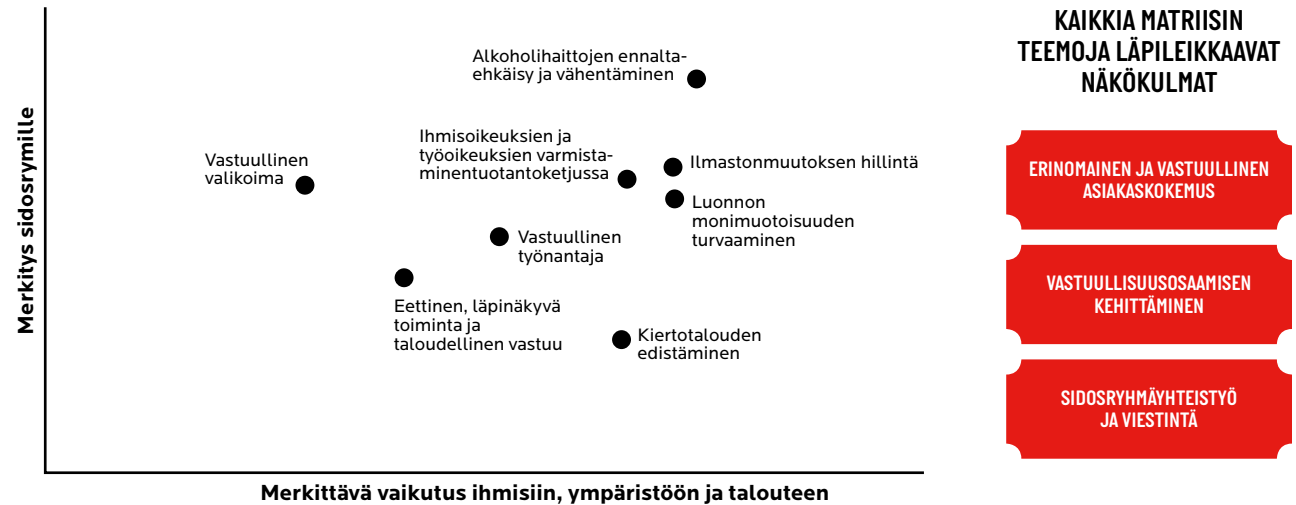 Merkitys sidosrymille
Alkoholihaittojen ennalta-
ehkäisy ja vähentäminen
Vastuullinen
valikoima
Ihmisoikeuksien ja
työoikeuksien varmista-
minentuotantoketjussa
Ilmastonmuutoksen hillintä
Luonnon
monimuotoisuuden
turvaaminen
Vastuullinen
työnantaja
Eettinen, läpinäkyvä
toiminta ja
taloudellinen vastuu
Kiertotalouden
edistäminen
Merkittävä vaikutus ihmisiin, ympäristöön ja talouteen
KAIKKIA MATRIISIN
TEEMOJA LÄPILEIKKAAVAT
NÄKÖKULMAT
ERINOMAINEN JA VASTUULLINEN
ASIAKASKOKEMUS
VASTUULLISUUSOSAAMISEN
KEHITTÄMINEN
SIDOSRYHMÄYHTEISTYÖ
JA VIESTINTÄ